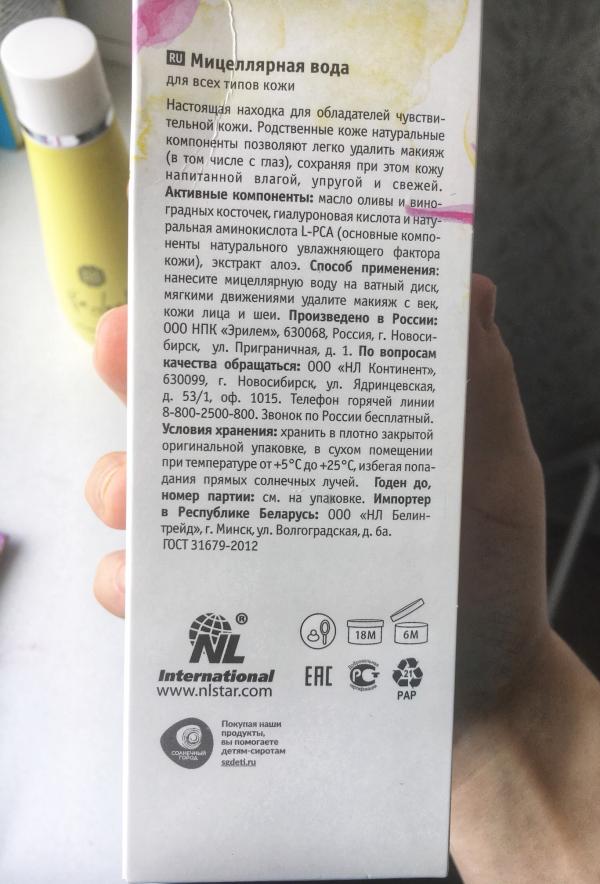 RU Мицеллярная вода
для всех типов кожи
Настоящая находка для обладателей чувстви-
тельной кожи. Родственные коже натуральные
компоненты позволяют легко удалить макияж
(в том числе с глаз), сохраняя при этом кожу
напитанной влагой, упругой и свежей.
Активные компоненты: масло оливы и вино-
градных косточек, гиалуроновая кислота и нату-
ральная аминокислота L-PCA (основные компо-
ненты натурального увлажняющего фактора
кожи), экстракт алоэ. Способ применения:
нанесите мицеллярную воду на ватный диск,
мягкими движениями удалите макияж с век,
кожи лица и шеи. Произведено в России:
ООО НПК «Эрилем», 630068, Россия, г. Новоси-
бирск, ул. Приграничная, д. 1. По вопросам
качества обращаться: ООО «НЛ Континент»,
630099, г. Новосибирск, ул. Ядринцевская,
д. 53/1, оф. 1015. Телефон горячей линии
8-800-2500-800. Звонок по России бесплатный.
Условия хранения: хранить в плотно закрытой
оригинальной упаковке, в сухом помещении
при температуре от +5°С до +25°С, избегая попа-
дания прямых солнечных лучей. Годен до,
номер партии: см. на упаковке. Импортер
в Республике Беларусь: ООО «НЛ Белин-
трейд», г. Минск, ул. Волгоградская, д. 6а.
ГОСТ 31679-2012
NL ®
International
www.nlstar.com
18M 6M
EAC
Добровольная
сертификация
21
PAP
СОЛНЕЧНЫЙ
ГОРОД
Покупая наши
продукты,
вы помогаете
детям-сиротам
sgdeti.ru